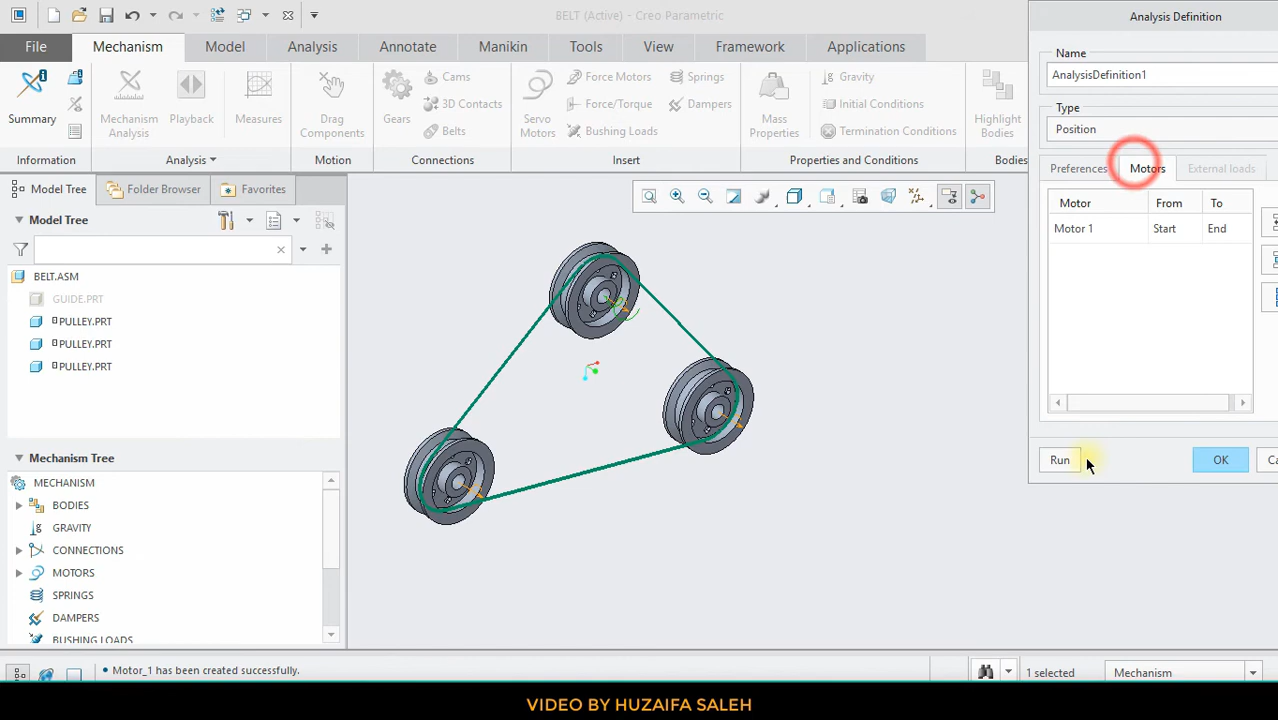 BELT (Active) - Creo Parametric
Analysis Definition
File
Mechanism
Model
Analysis
Annotate
Manikin
Tools
View
Framework
Applications
Name
AnalysisDefinition1
Type
Position
Summary
Mechanism Analysis
Playback
Measures
Drag Components
Gears
Cams
3D Contacts
Belts
Servo Motors
Force Motors
Force/Torque
Bushing Loads
Springs
Dampers
Mass Properties
Gravity
Initial Conditions
Termination Conditions
Highlight Bodies
Information
Analysis
Motion
Connections
Insert
Properties and Conditions
Bodies
Preferences
Motors
External loads
Motor From To
Motor 1 Start End
Run
OK
Ca
Model Tree
Folder Browser
Favorites
Model Tree
BELT.ASM
GUIDE.PRT
PULLEY.PRT
PULLEY.PRT
PULLEY.PRT
Mechanism Tree
MECHANISM
BODIES
GRAVITY
CONNECTIONS
MOTORS
SPRINGS
DAMPERS
BUSHING LOADS
• Motor_1 has been created successfully.
1 selected
Mechanism
VIDEO BY HUZAIFA SALEH